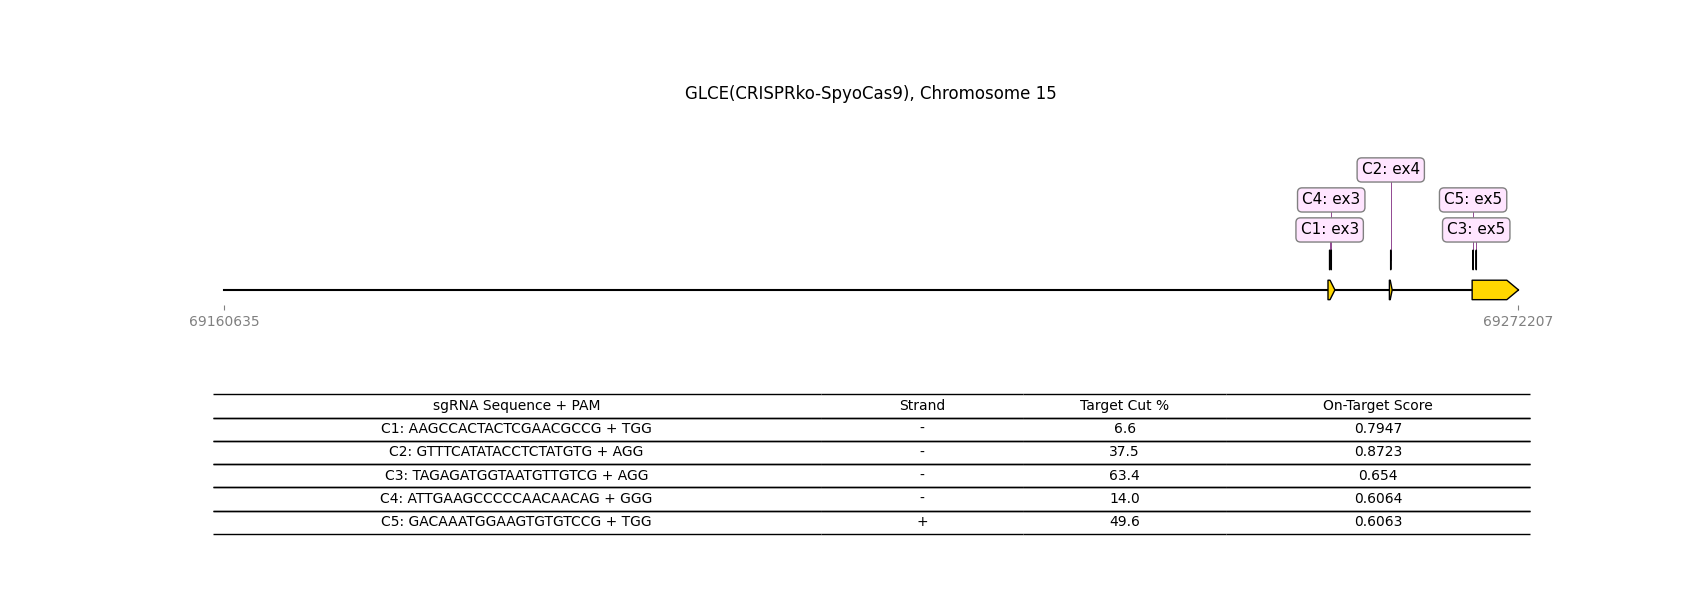 GLCE(CRISPRko-SpyoCas9), Chromosome 15
C2: ex4
C4: ex3 C5: ex5
C1: ex3 C3: ex5
69160635 69272207
sgRNA Sequence + PAM Strand Target Cut % On-Target Score
C1: AAGCCACTACTCGAACGCCG + TGG - 6.6 0.7947
C2: GTTTCATATACCTCTATGTG + AGG - 37.5 0.8723
C3: TAGAGATGGTAATGTTGTCG + AGG - 63.4 0.654
C4: ATTGAAGCCCCCAACAACAG + GGG - 14.0 0.6064
C5: GACAAATGGAAGTGTGTCCG + TGG + 49.6 0.6063